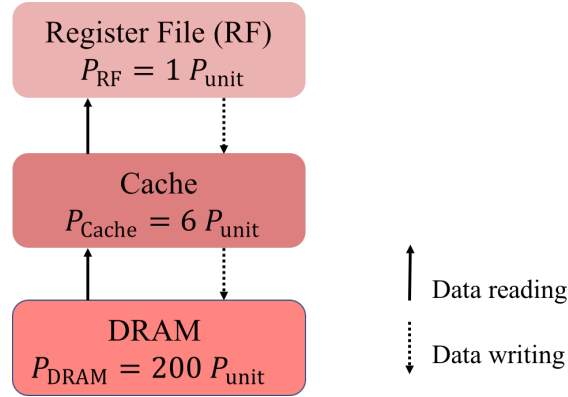 Register File (RF)
P_RF = 1 P_unit
Cache
P_Cache = 6 P_unit
DRAM
P_DRAM = 200 P_unit
Data reading
Data writing